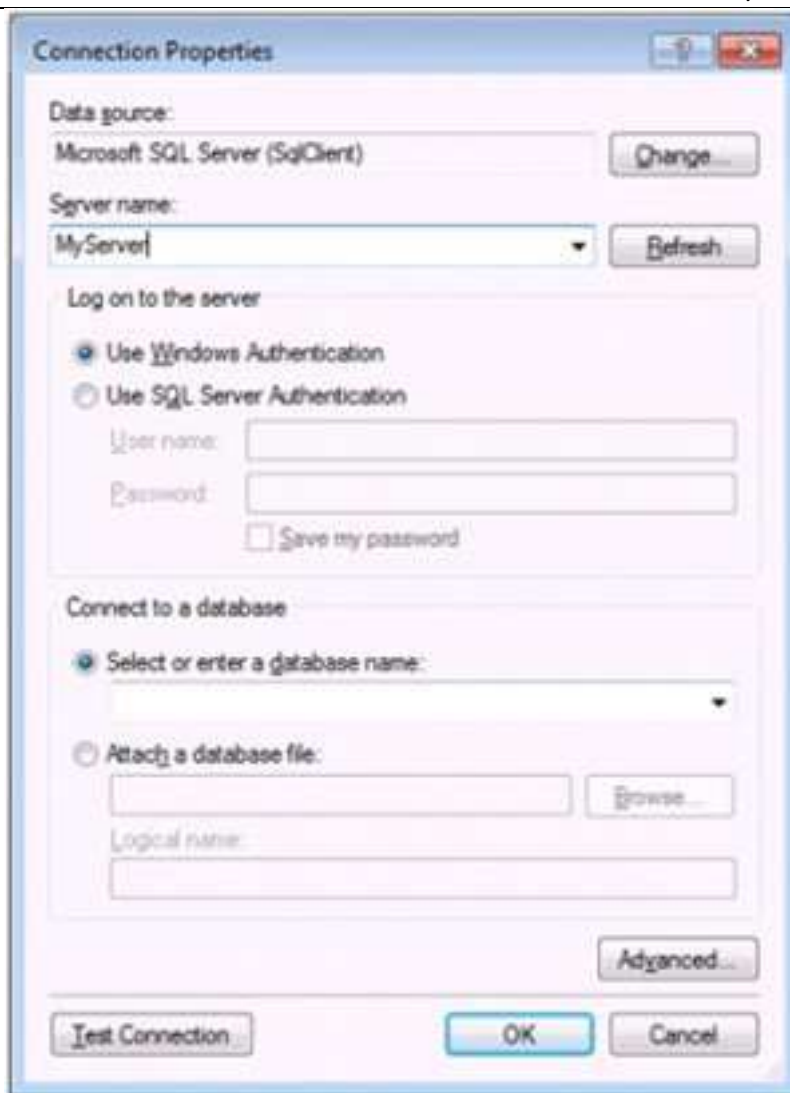 Connection Properties
Data source:
Microsoft SQL Server (SqlClient)
Change...
Server name:
MyServer
Refresh
Log on to the server
Use Windows Authentication
Use SQL Server Authentication
User name:
Password:
Save my password
Connect to a database
Select or enter a database name:
Attach a database file:
Browse...
Logical name:
Advanced...
Test Connection
OK
Cancel